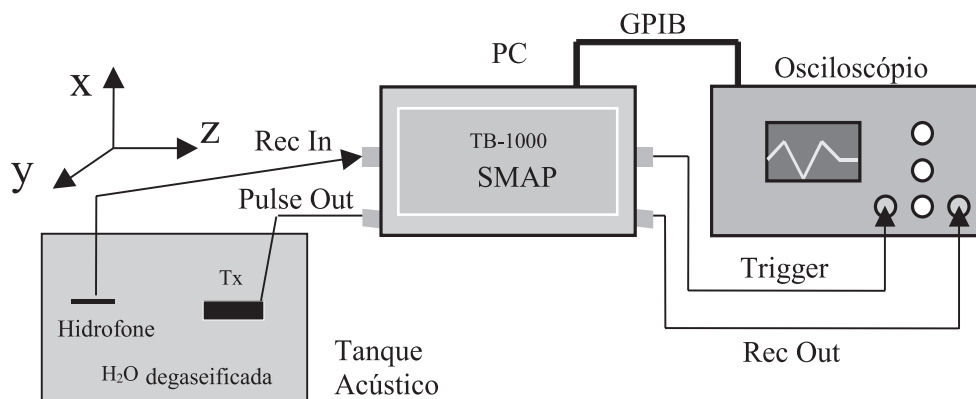 GPIB
PC
Osciloscópio
x
y
z
Rec In
TB-1000
SMAP
Pulse Out
Tx
Hidrofone
H₂O degaseificada
Tanque
Acústico
Trigger
Rec Out